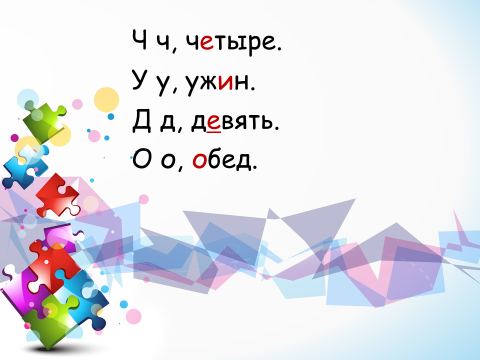 Ч ч, четыре.
У у, ужин.
Д д, девять.
О о, обед.